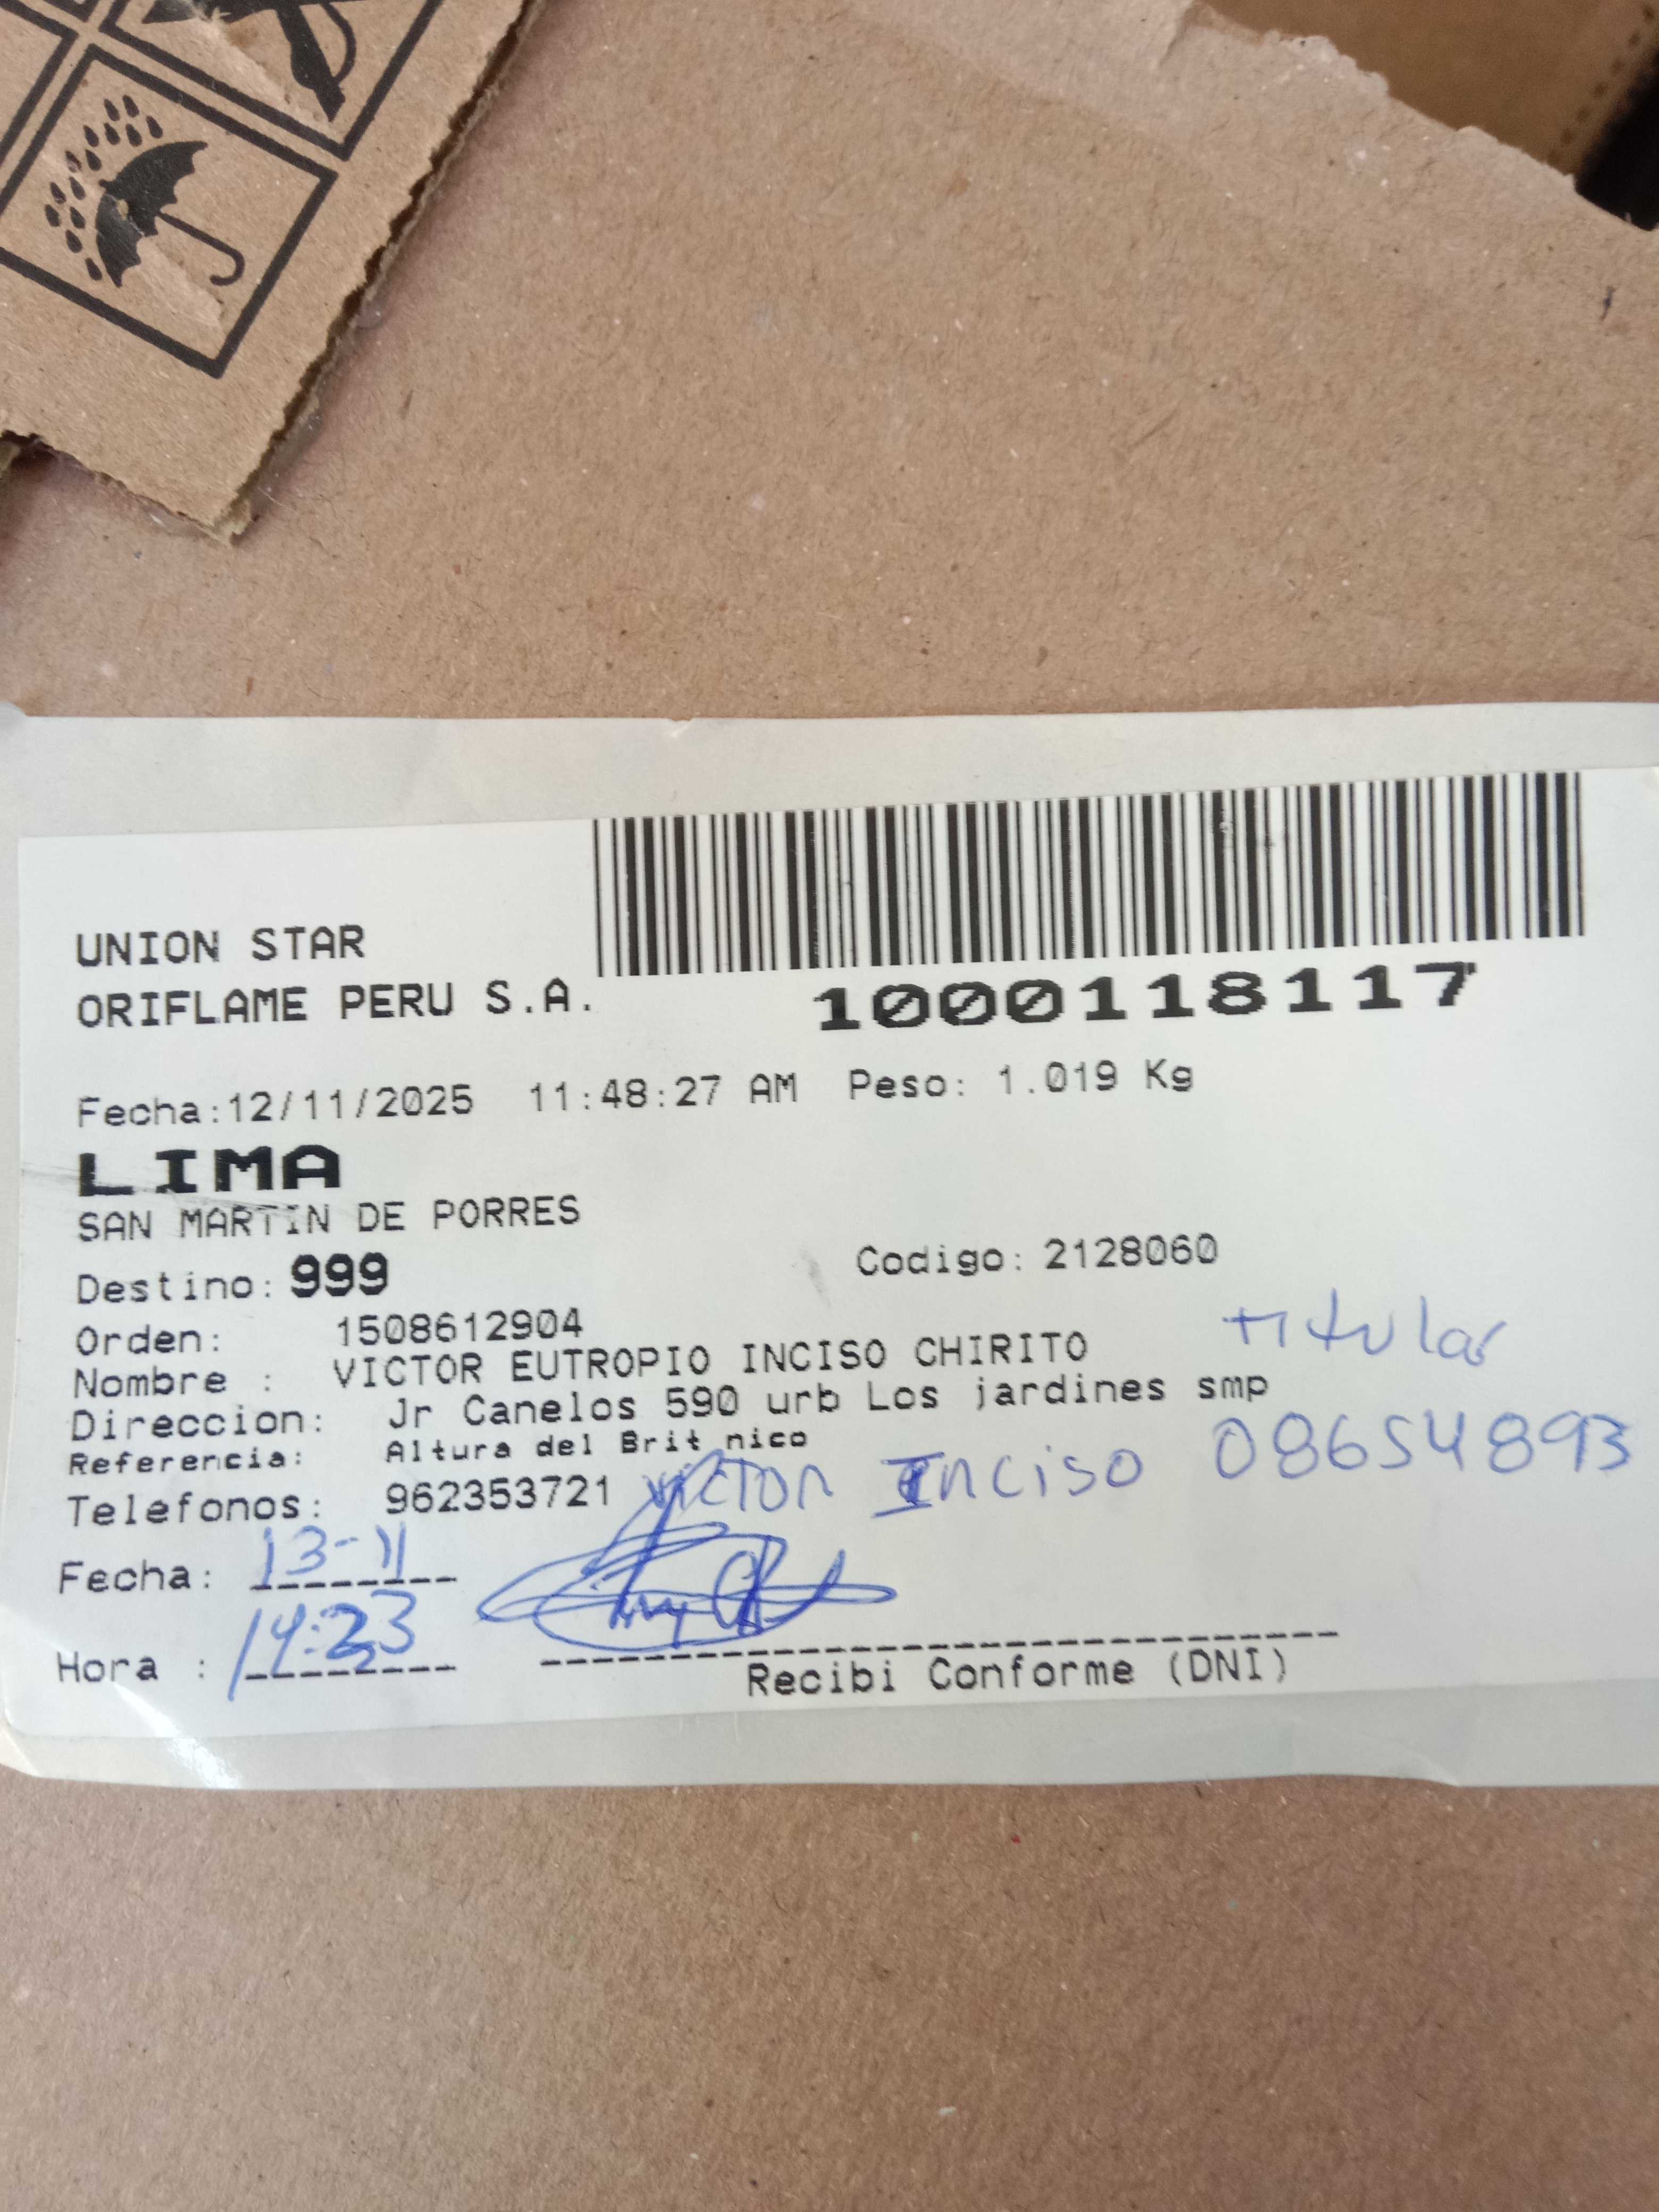 UNION STAR
ORIFLAME PERU S.A.
1000118117
Fecha:12/11/2025 11:48:27 AM Peso: 1.019 Kg
LIMA
SAN MARTIN DE PORRES
Destino: 999 Codigo: 2128060
Orden: 1508612904
titular
Nombre : VICTOR EUTROPIO INCISO CHIRITO
Direccion: Jr Canelos 590 urb Los jardines smp
Referencia: Altura del Brit nico
Telefonos: 962353721 Victor Inciso 08654893
Fecha: 13-11
Hora : 14:23
Recibi Conforme (DNI)